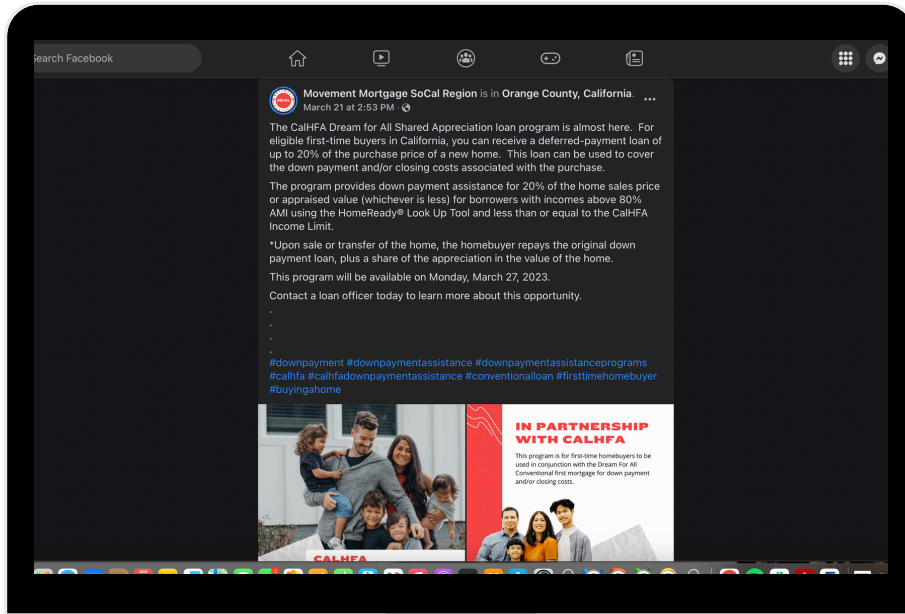 Search Facebook
Movement Mortgage SoCal Region is in Orange County, California.
March 21 at 2:53 PM ·
The CalHFA Dream for All Shared Appreciation loan program is almost here. For
eligible first-time buyers in California, you can receive a deferred-payment loan of
up to 20% of the purchase price of a new home. This loan can be used to cover
the down payment and/or closing costs associated with the purchase.
The program provides down payment assistance for 20% of the home sales price
or appraised value (whichever is less) for borrowers with incomes above 80%
AMI using the HomeReady® Look Up Tool and less than or equal to the CalHFA
Income Limit.
*Upon sale or transfer of the home, the homebuyer repays the original down
payment loan, plus a share of the appreciation in the value of the home.
This program will be available on Monday, March 27, 2023.
Contact a loan officer today to learn more about this opportunity.
.
.
.
.
#downpayment #downpaymentassistance #downpaymentassistanceprograms
#calhfa #calhfadownpaymentassistance #conventionalloan #firsttimehomebuyer
#buyingahome
IN PARTNERSHIP
WITH CALHFA
This program is for first-time homebuyers to be
used in conjunction with the Dream For All
Conventional first mortgage for down payment
and/or closing costs.
CALHFA